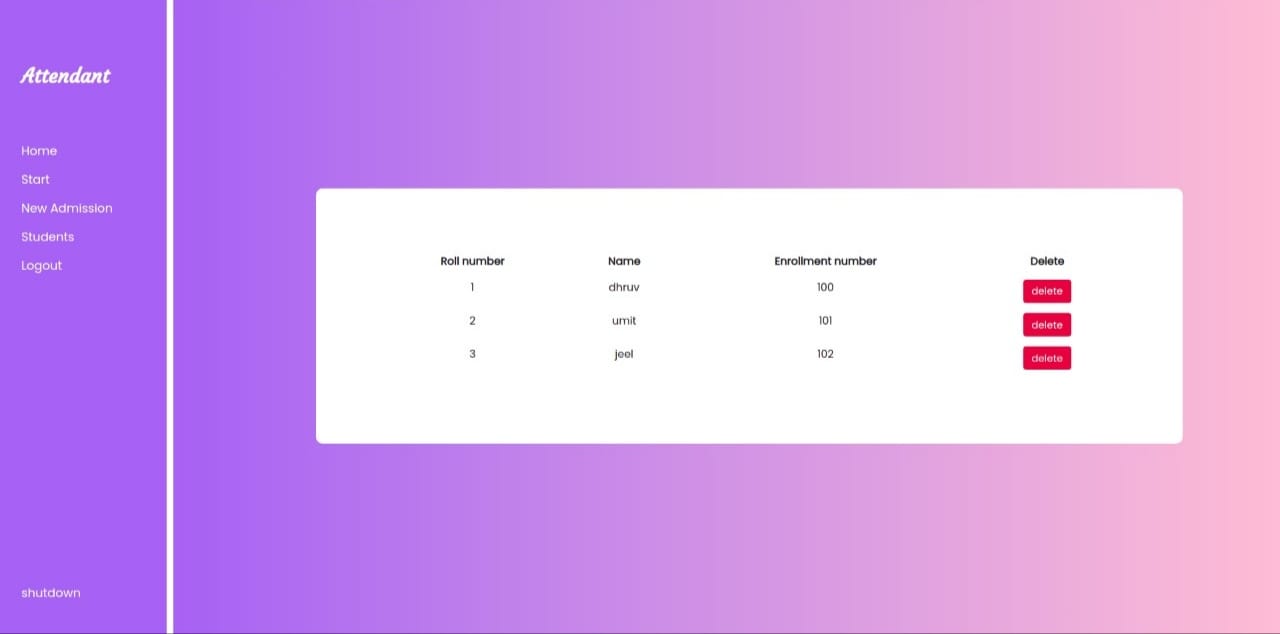 Attendant
Home
Start
New Admission
Students
Logout
shutdown
Roll number Name Enrollment number Delete
1 dhruv 100 delete
2 umit 101 delete
3 jeel 102 delete